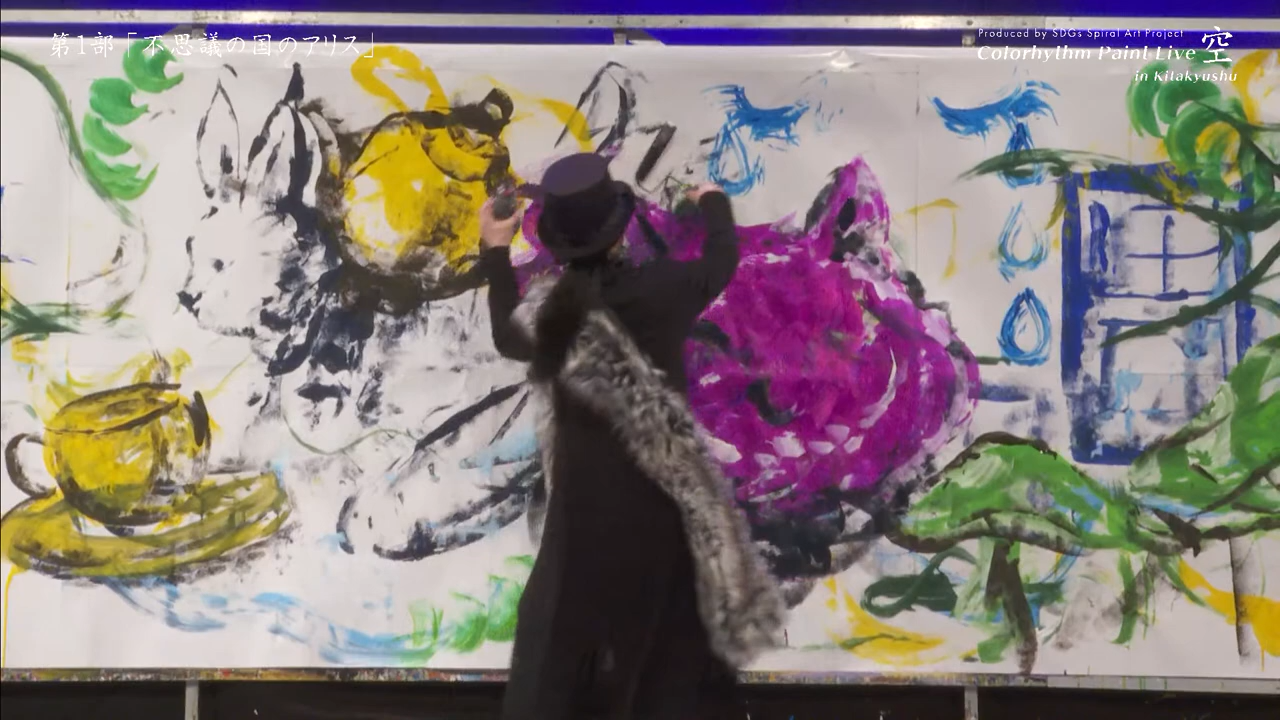 第1部「不思議の国のアリス」
Produced by SDGs Spiral Art Project
Colorhythm Paint Live 空
in Kitakyushu